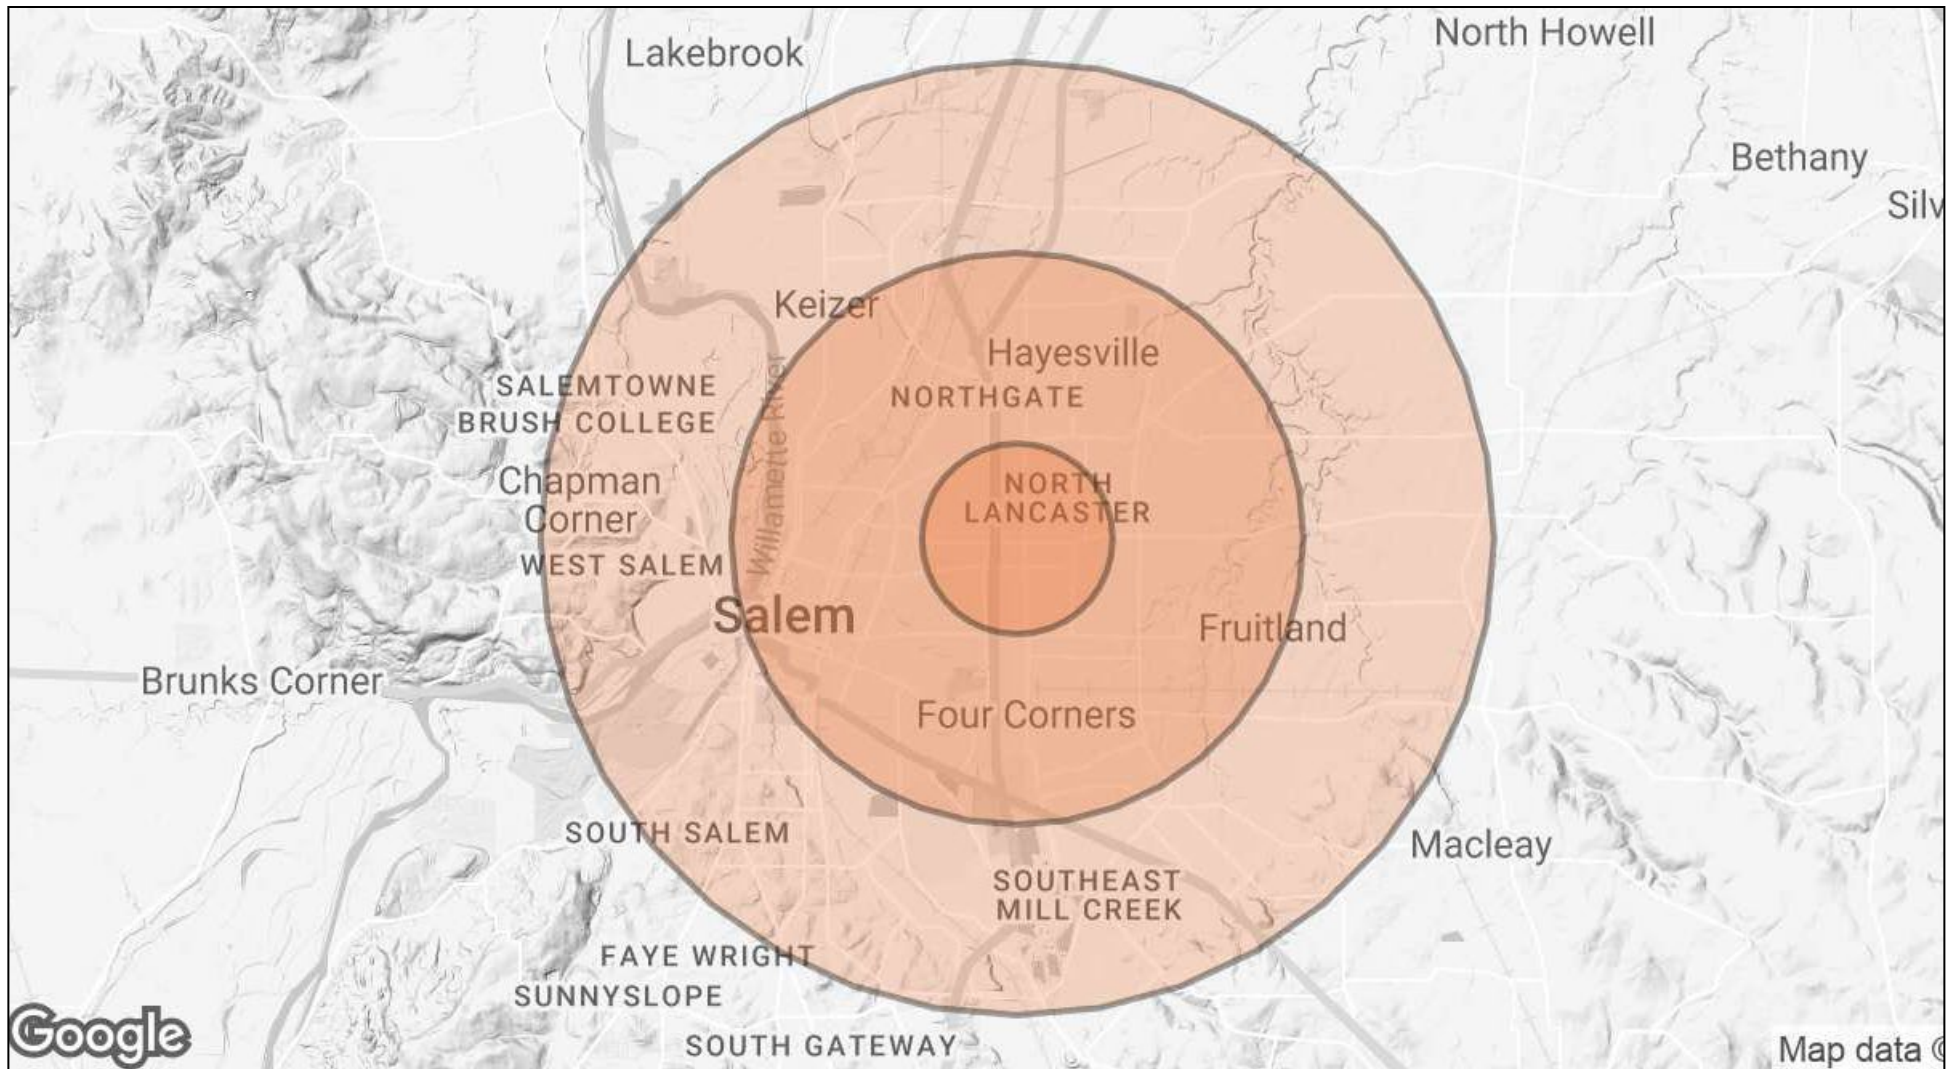 North Howell
Lakebrook
Bethany
Silv
Keizer
Hayesville
SALEMTOWNE
NORTHGATE
BRUSH COLLEGE
Willamette River
Chapman
Corner
NORTH
LANCASTER
WEST SALEM
Salem
Fruitland
Brunks Corner
Four Corners
SOUTH SALEM
Macleay
SOUTHEAST
MILL CREEK
FAYE WRIGHT
SUNNYSLOPE
Google
SOUTH GATEWAY
Map data ©